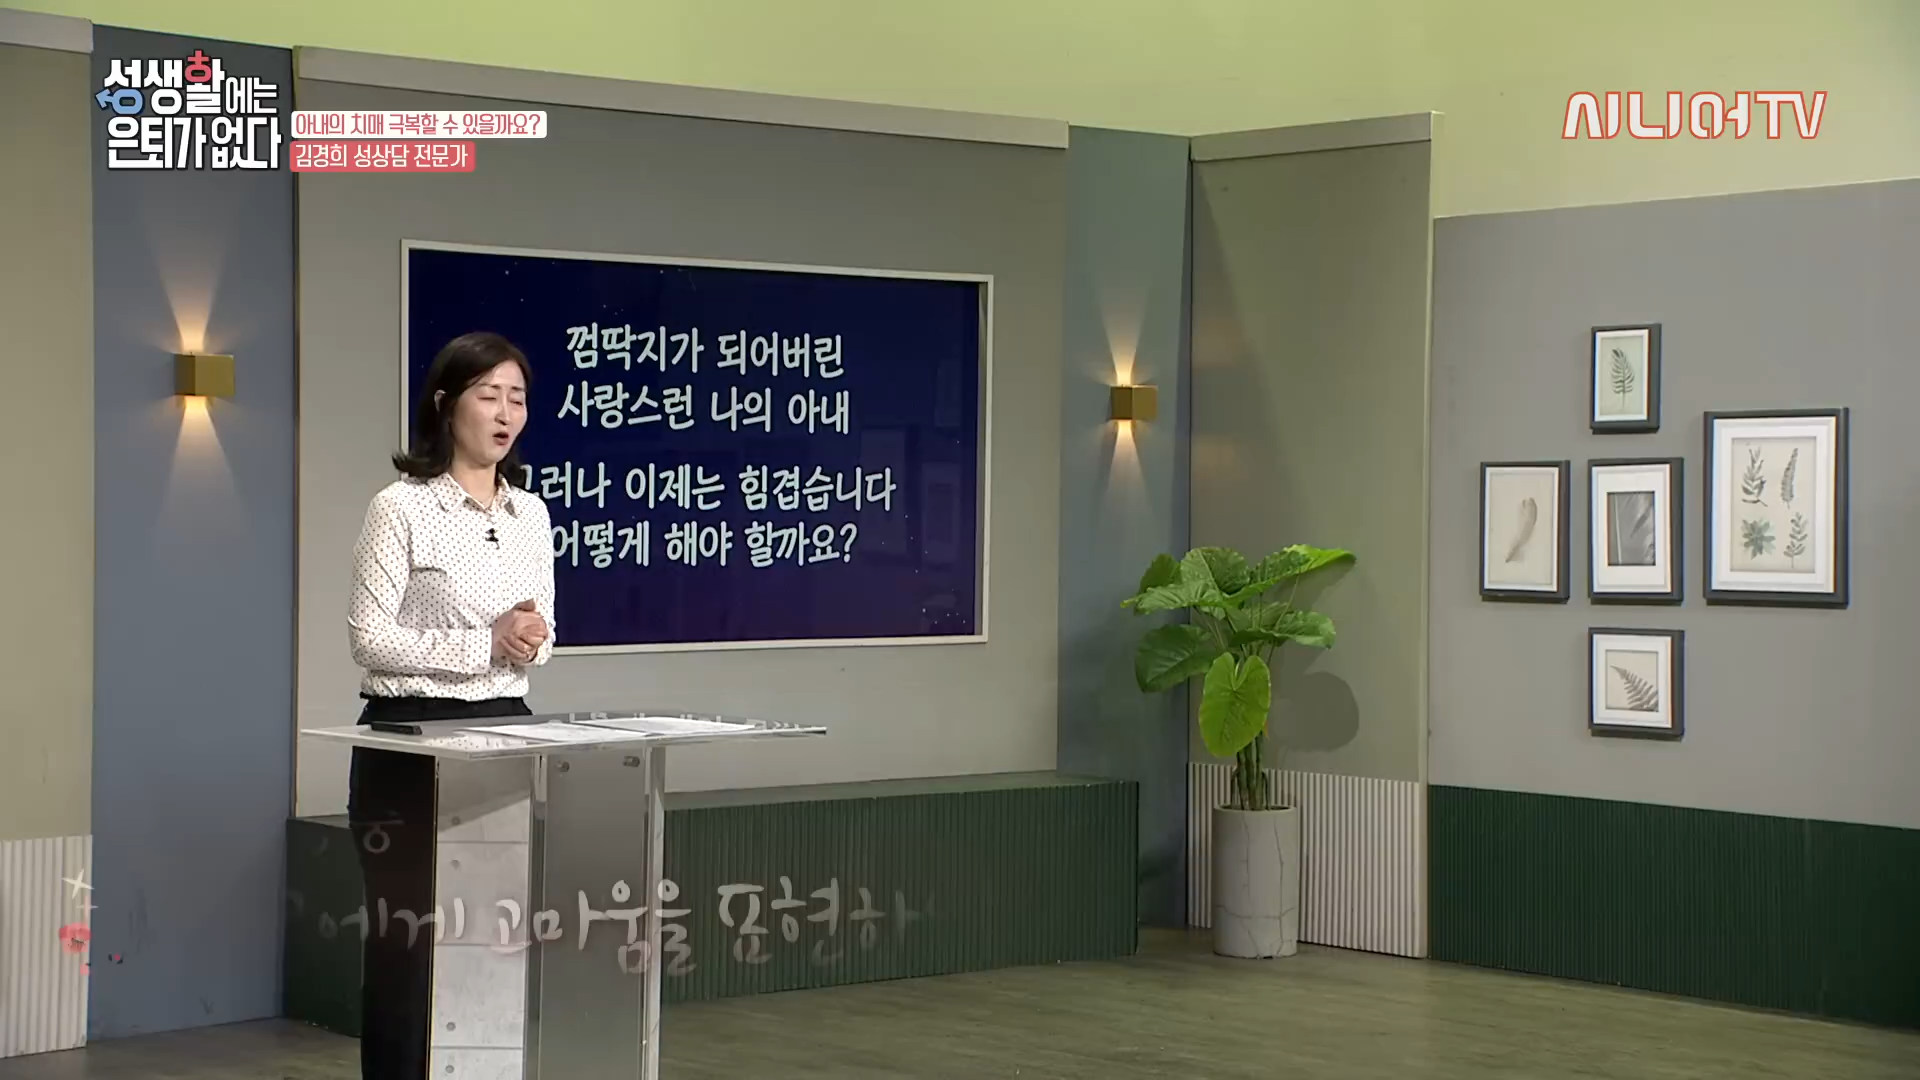 성생활에는
은퇴가 없다
아내의 치매 극복할 수 있을까요?
김경희 성상담 전문가
시니어TV
껌딱지가 되어버린
사랑스런 나의 아내
이제는 힘겹습니다
어떻게 해야 할까요?
에게 고마움을 표현하